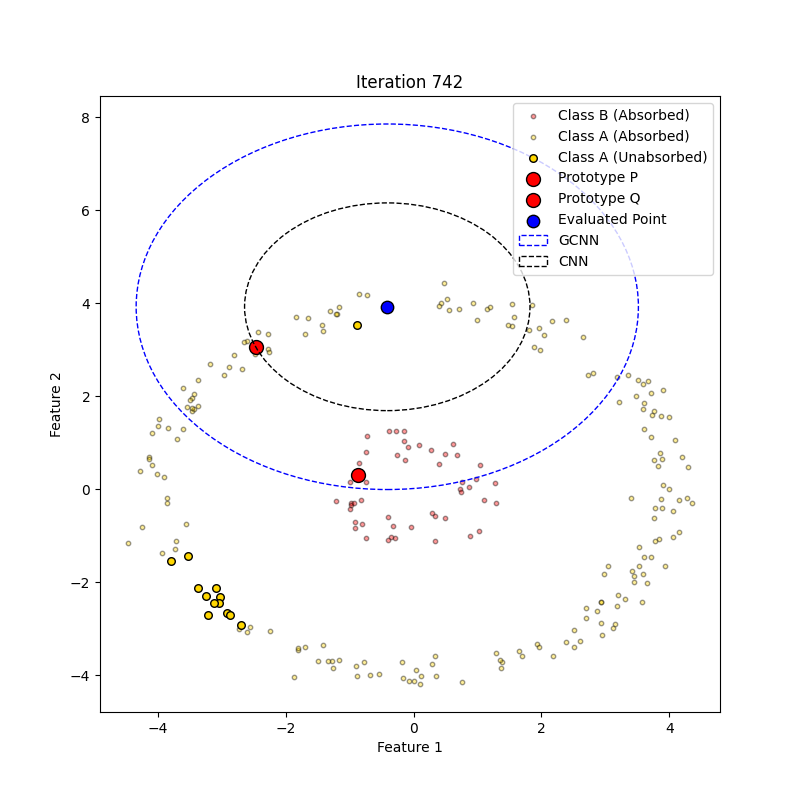 Iteration 742
Class B (Absorbed)
Class A (Absorbed)
Class A (Unabsorbed)
Prototype P
Prototype Q
Evaluated Point
GCNN
CNN
Feature 2
8
6
4
2
0
−2
−4
−4
−2
0
2
4
Feature 1